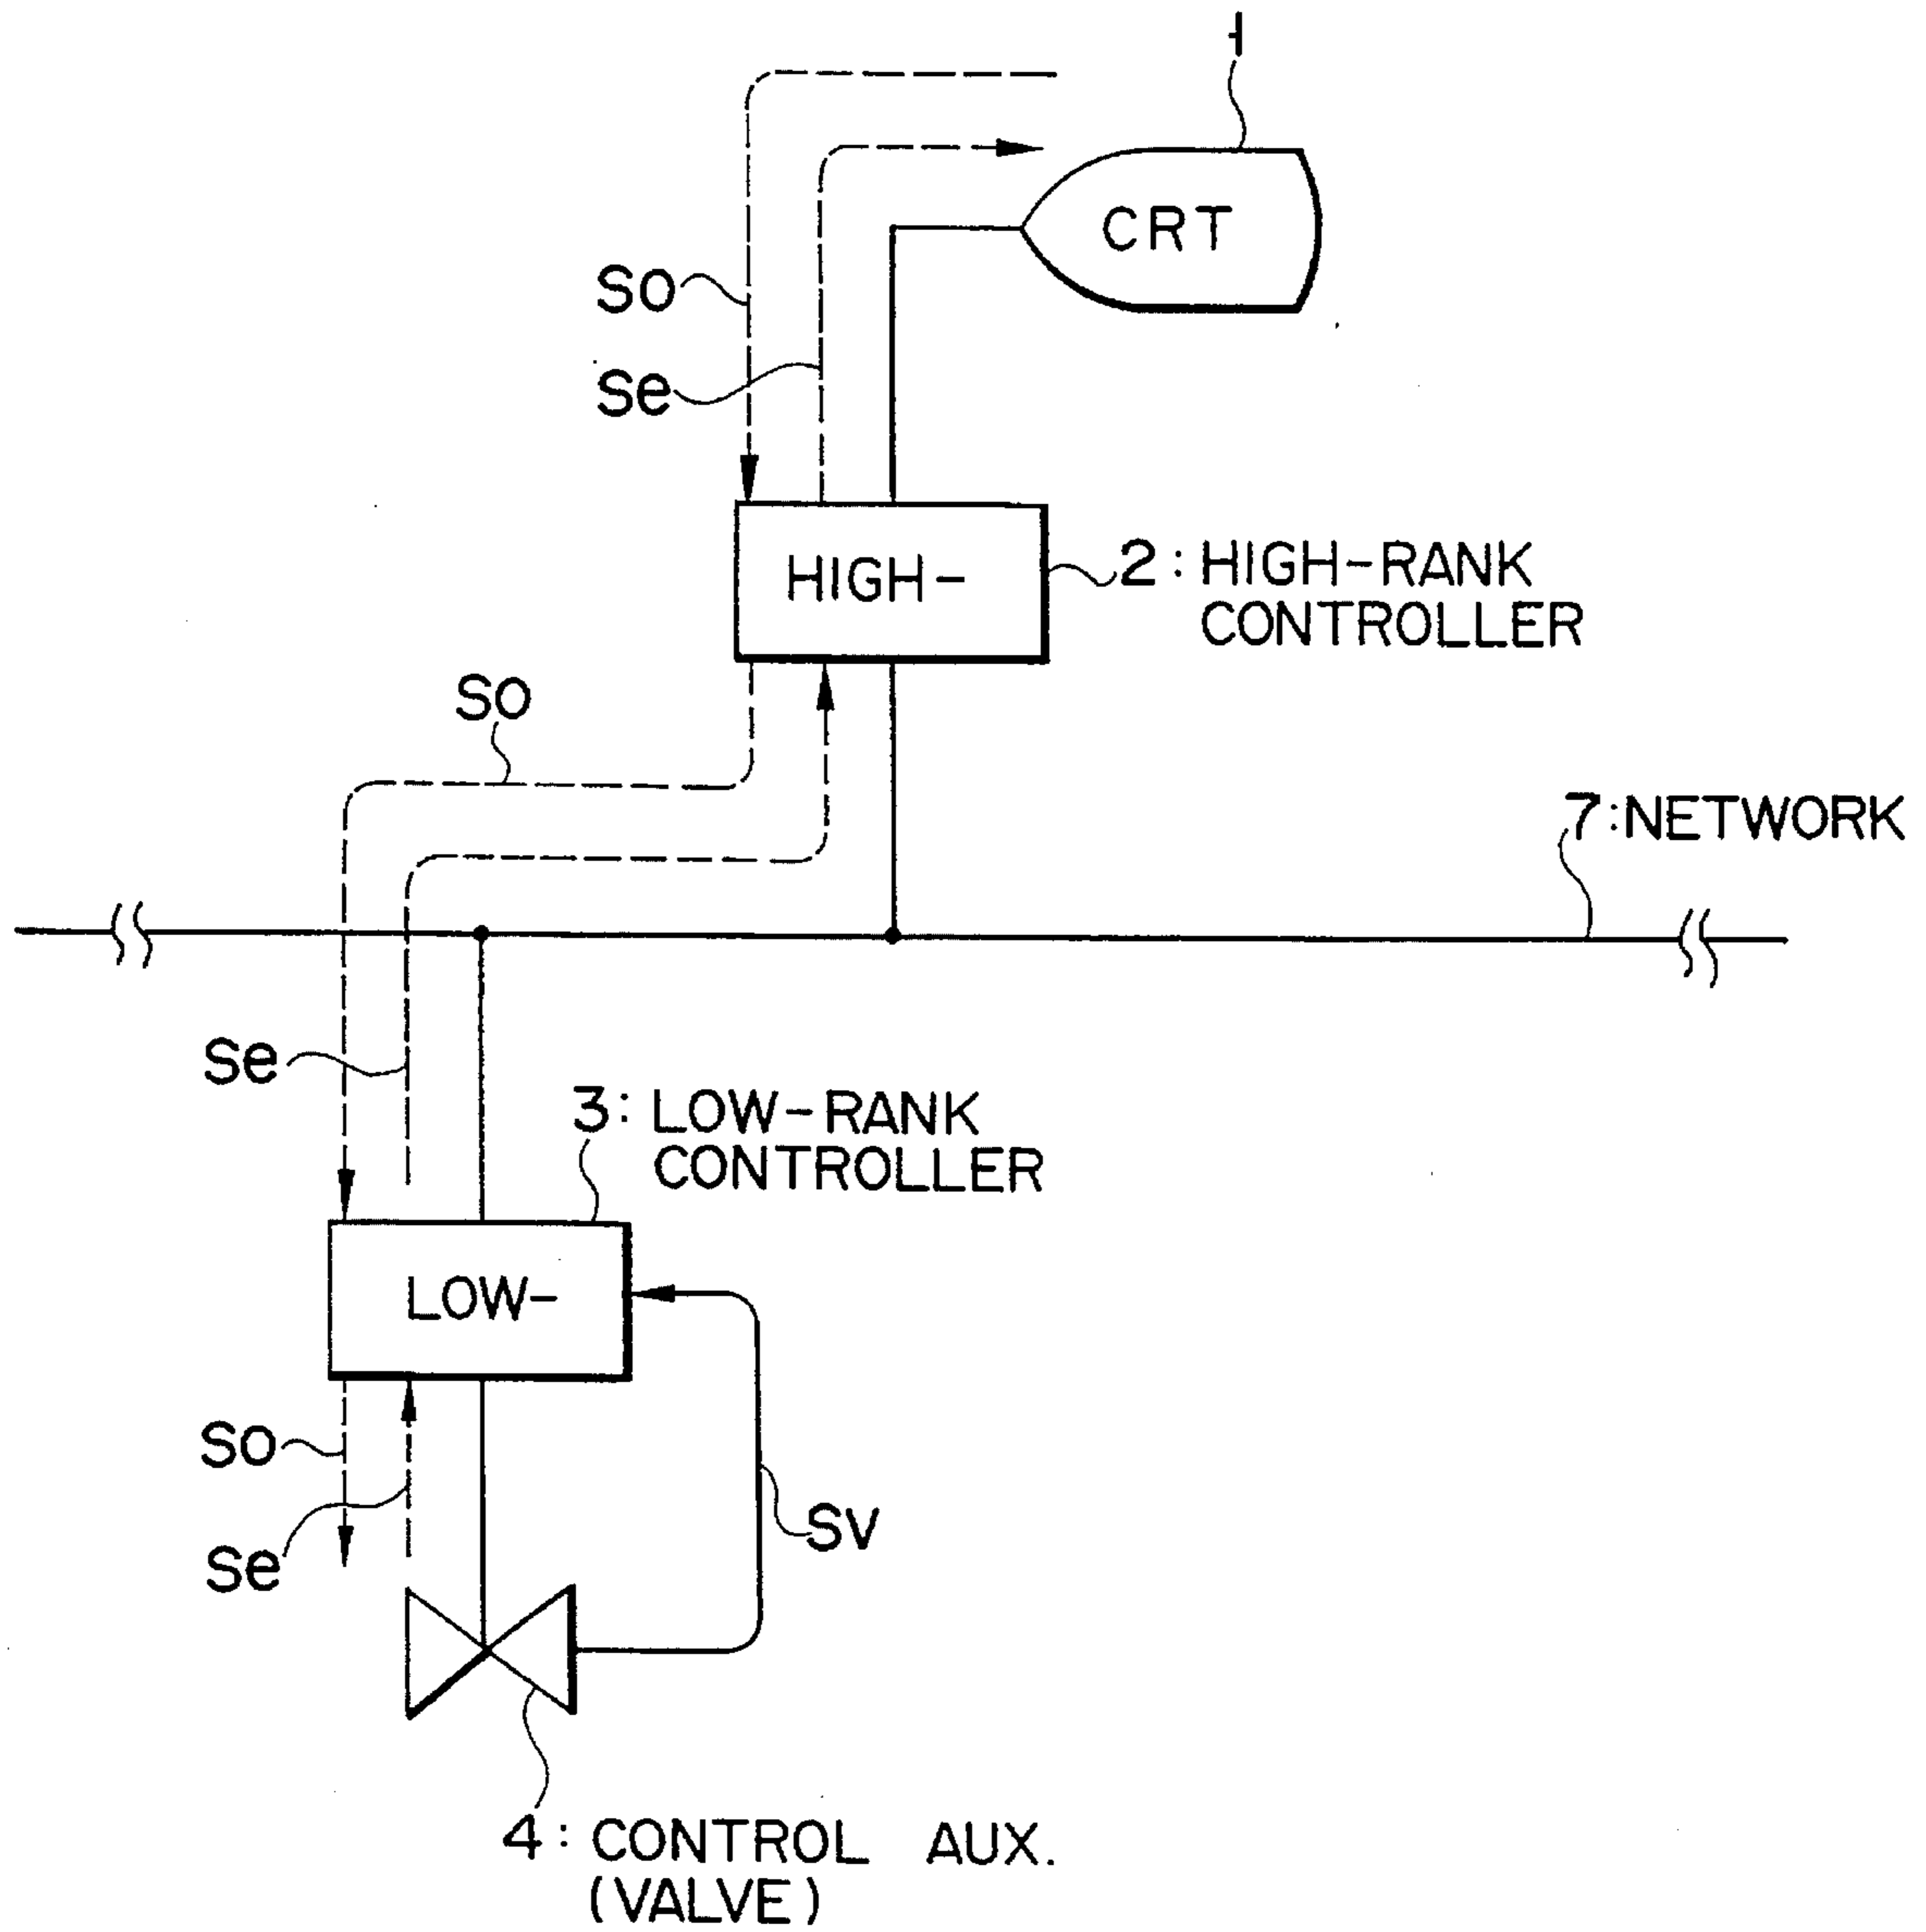 1
CRT
So
Se
HIGH-
2: HIGH-RANK
CONTROLLER
So
7: NETWORK
Se
3: LOW-RANK
CONTROLLER
LOW-
So
Se
SV
4: CONTROL AUX.
(VALVE)